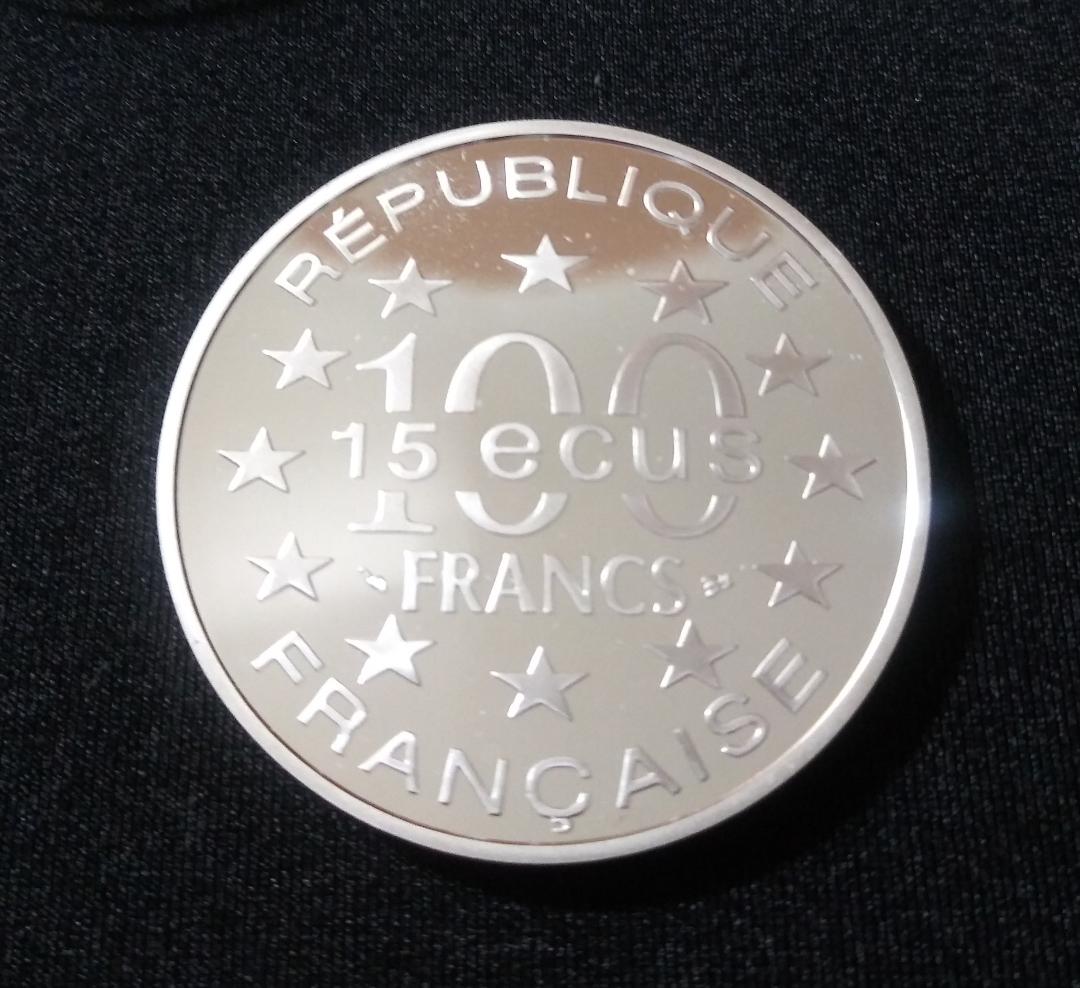 RÉPUBLIQUE
100
15 ecus
FRANCS
FRANÇAISE